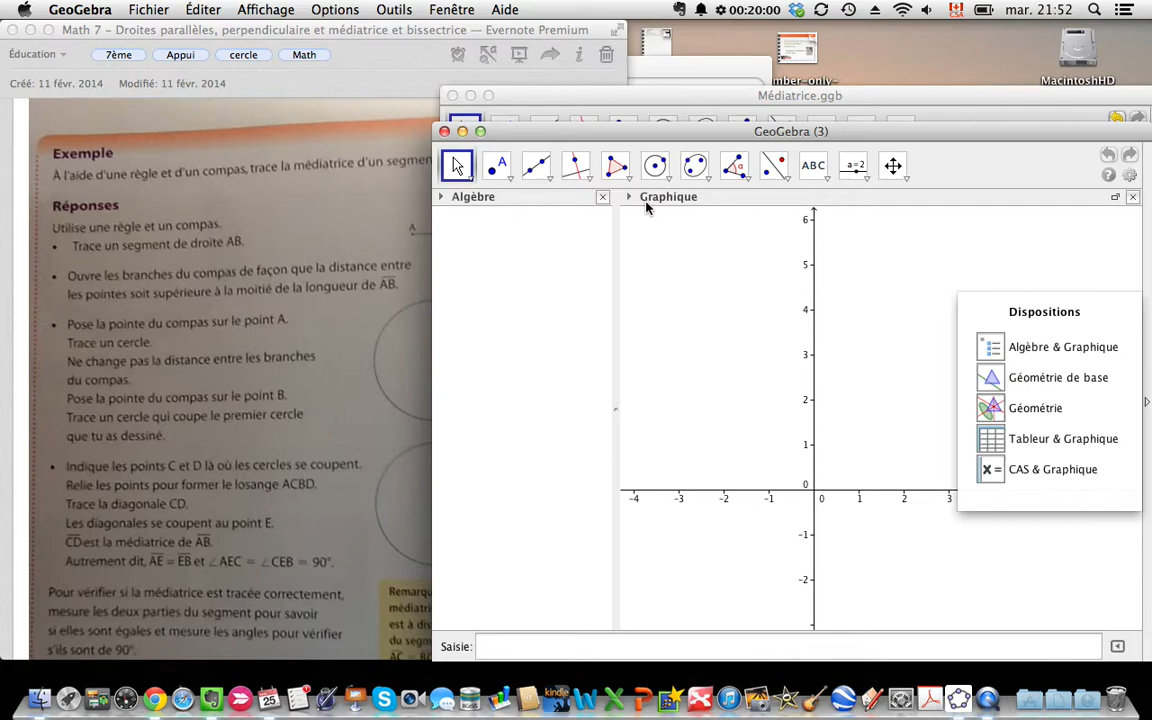 GeoGebra Fichier Éditer Affichage Options Outils Fenêtre Aide 00:20:00 mar. 21:52
Math 7 – Droites parallèles, perpendiculaire et médiatrice et bissectrice — Evernote Premium
Éducation 7ème Appui cercle Math
Créé: 11 févr. 2014 Modifié: 11 févr. 2014
MacintoshHD
Médiatrice.ggb
GeoGebra (3)
ABC
a=2
Algèbre
Graphique
Exemple
À l'aide d'une règle et d'un compas, trace la médiatrice d'un segmen
Réponses
Utilise une règle et un compas.
A
• Trace un segment de droite AB.
• Ouvre les branches du compas de façon que la distance entre
les pointes soit supérieure à la moitié de la longueur de A̅B̅.
• Pose la pointe du compas sur le point A.
Trace un cercle.
Ne change pas la distance entre les branches
du compas.
Pose la pointe du compas sur le point B.
Trace un cercle qui coupe le premier cercle
que tu as dessiné.
• Indique les points C et D là où les cercles se coupent.
Relie les points pour former le losange ACBD.
Trace la diagonale CD.
Les diagonales se coupent au point E.
C̅D̅ est la médiatrice de A̅B̅.
Autrement dit, A̅E̅ = E̅B̅ et ∠AEC = ∠CEB = 90°.
Pour vérifier si la médiatrice est tracée correctement,
mesure les deux parties du segment pour savoir
si elles sont égales et mesure les angles pour vérifier
s'ils sont de 90°.
Remarq
médiatri
est à dis
du segm
6
5
4
3
2
1
0
-4 -3 -2 -1 0 1 2 3
-1
-2
Dispositions
Algèbre & Graphique
Géométrie de base
Géométrie
Tableur & Graphique
CAS & Graphique
Saisie: